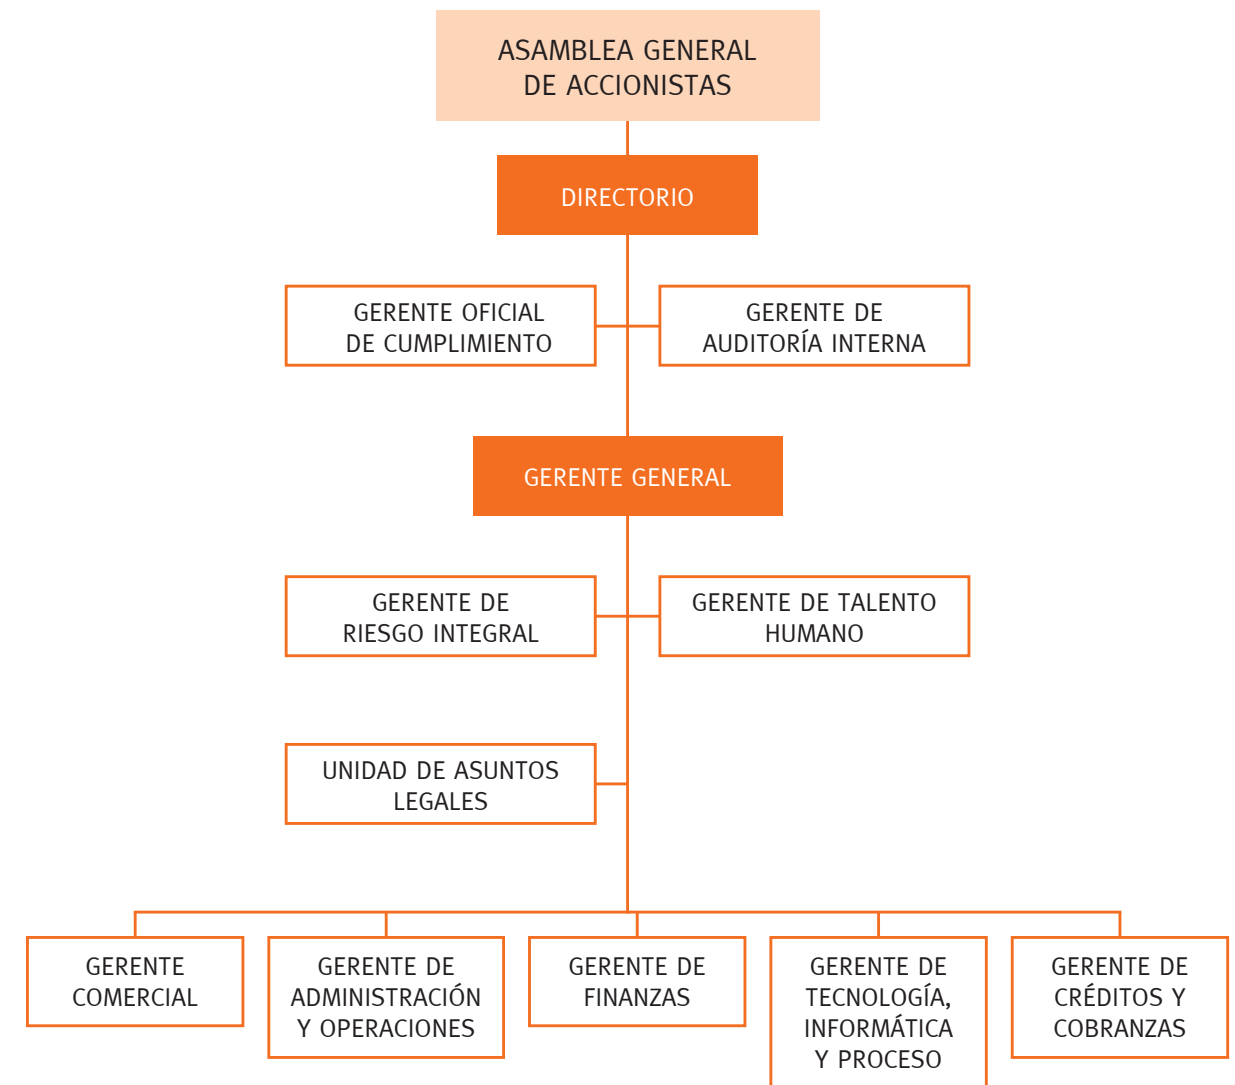 ASAMBLEA GENERAL
DE ACCIONISTAS
DIRECTORIO
GERENTE OFICIAL
DE CUMPLIMIENTO
GERENTE DE
AUDITORÍA INTERNA
GERENTE GENERAL
GERENTE DE
RIESGO INTEGRAL
GERENTE DE TALENTO
HUMANO
UNIDAD DE ASUNTOS
LEGALES
GERENTE
COMERCIAL
GERENTE DE
ADMINISTRACIÓN
Y OPERACIONES
GERENTE DE
FINANZAS
GERENTE DE
TECNOLOGÍA,
INFORMÁTICA
Y PROCESO
GERENTE DE
CRÉDITOS Y
COBRANZAS